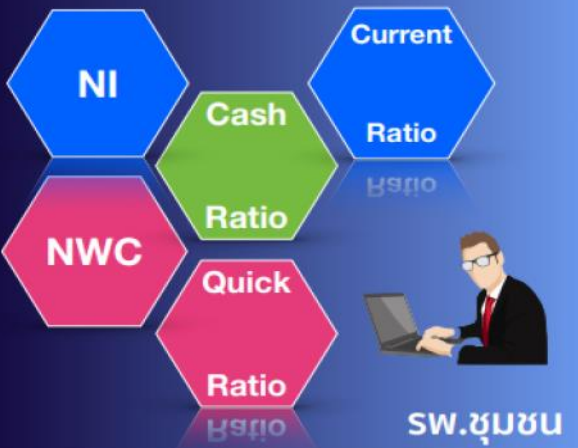 NI
Current
Ratio
Cash
Ratio
NWC
Quick
Ratio
รพ.ชุมชน